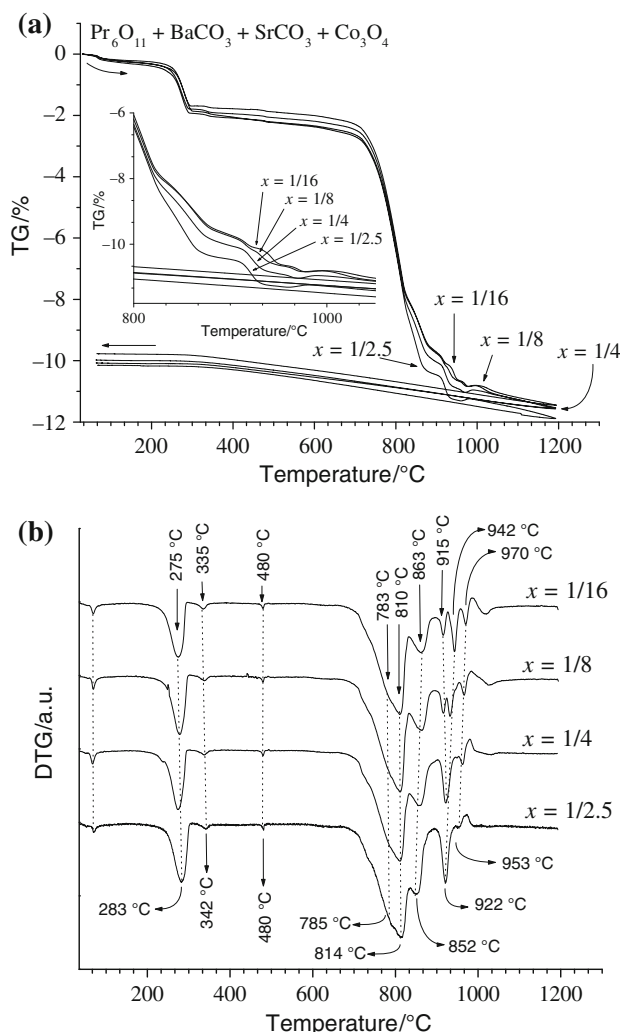 (a)
Pr6O11 + BaCO3 + SrCO3 + Co3O4
0
−2
−4
−6
−8
−10
−12
TG/%
−6
−8
−10
TG/%
x = 1/16
x = 1/8
x = 1/4
x = 1/2.5
800
1000
Temperature/°C
x = 1/16
x = 1/8
x = 1/2.5
x = 1/4
200
400
600
800
1000
1200
Temperature/°C
(b)
275 °C
335 °C
480 °C
783 °C
810 °C
863 °C
915 °C
942 °C
970 °C
x = 1/16
x = 1/8
x = 1/4
x = 1/2.5
DTG/a.u.
283 °C
342 °C
480 °C
785 °C
814 °C
852 °C
922 °C
953 °C
200
400
600
800
1000
1200
Temperature/°C